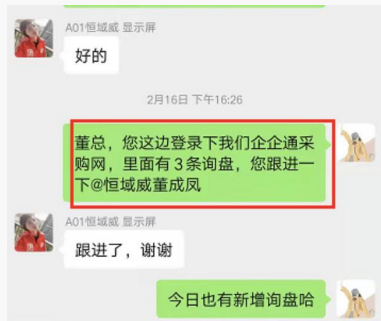 A01恒域威 显示屏
好的
2月16日 下午16:26
董总，您这边登录下我们企企通采
购网，里面有3条询盘，您跟进一
下@恒域威董成凤
A01恒域威 显示屏
跟进了，谢谢
今日也有新增询盘哈